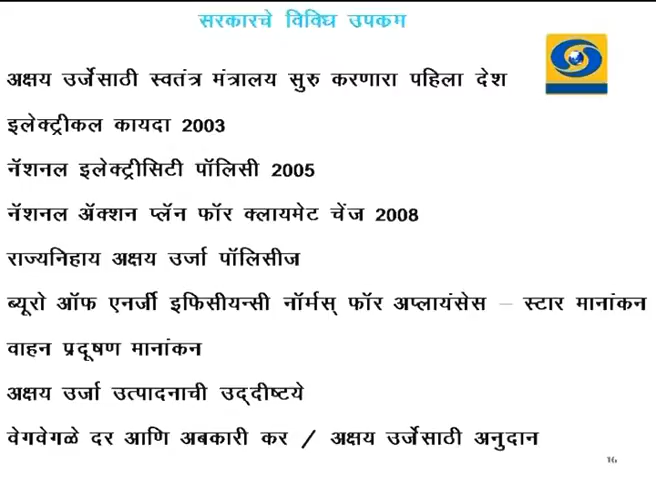 सरकारचे विविध उपकम
अक्षय उर्जेसाठी स्वतंत्र मंत्रालय सुरु करणारा पहिला देश
इलेक्ट्रीकल कायदा 2003
नॅशनल इलेक्ट्रीसिटी पॉलिसी 2005
नॅशनल ॲक्शन प्लॅन फॉर क्लायमेट चेंज 2008
राज्यनिहाय अक्षय उर्जा पॉलिसीज
ब्यूरो ऑफ एनर्जी इफिसीयन्सी नॉर्मस् फॉर अप्लायंसेस – स्टार मानांकन
वाहन प्रदूषण मानांकन
अक्षय उर्जा उत्पादनाची उद्दीष्टये
वेगवेगळे दर आणि अबकारी कर / अक्षय उर्जेसाठी अनुदान
16